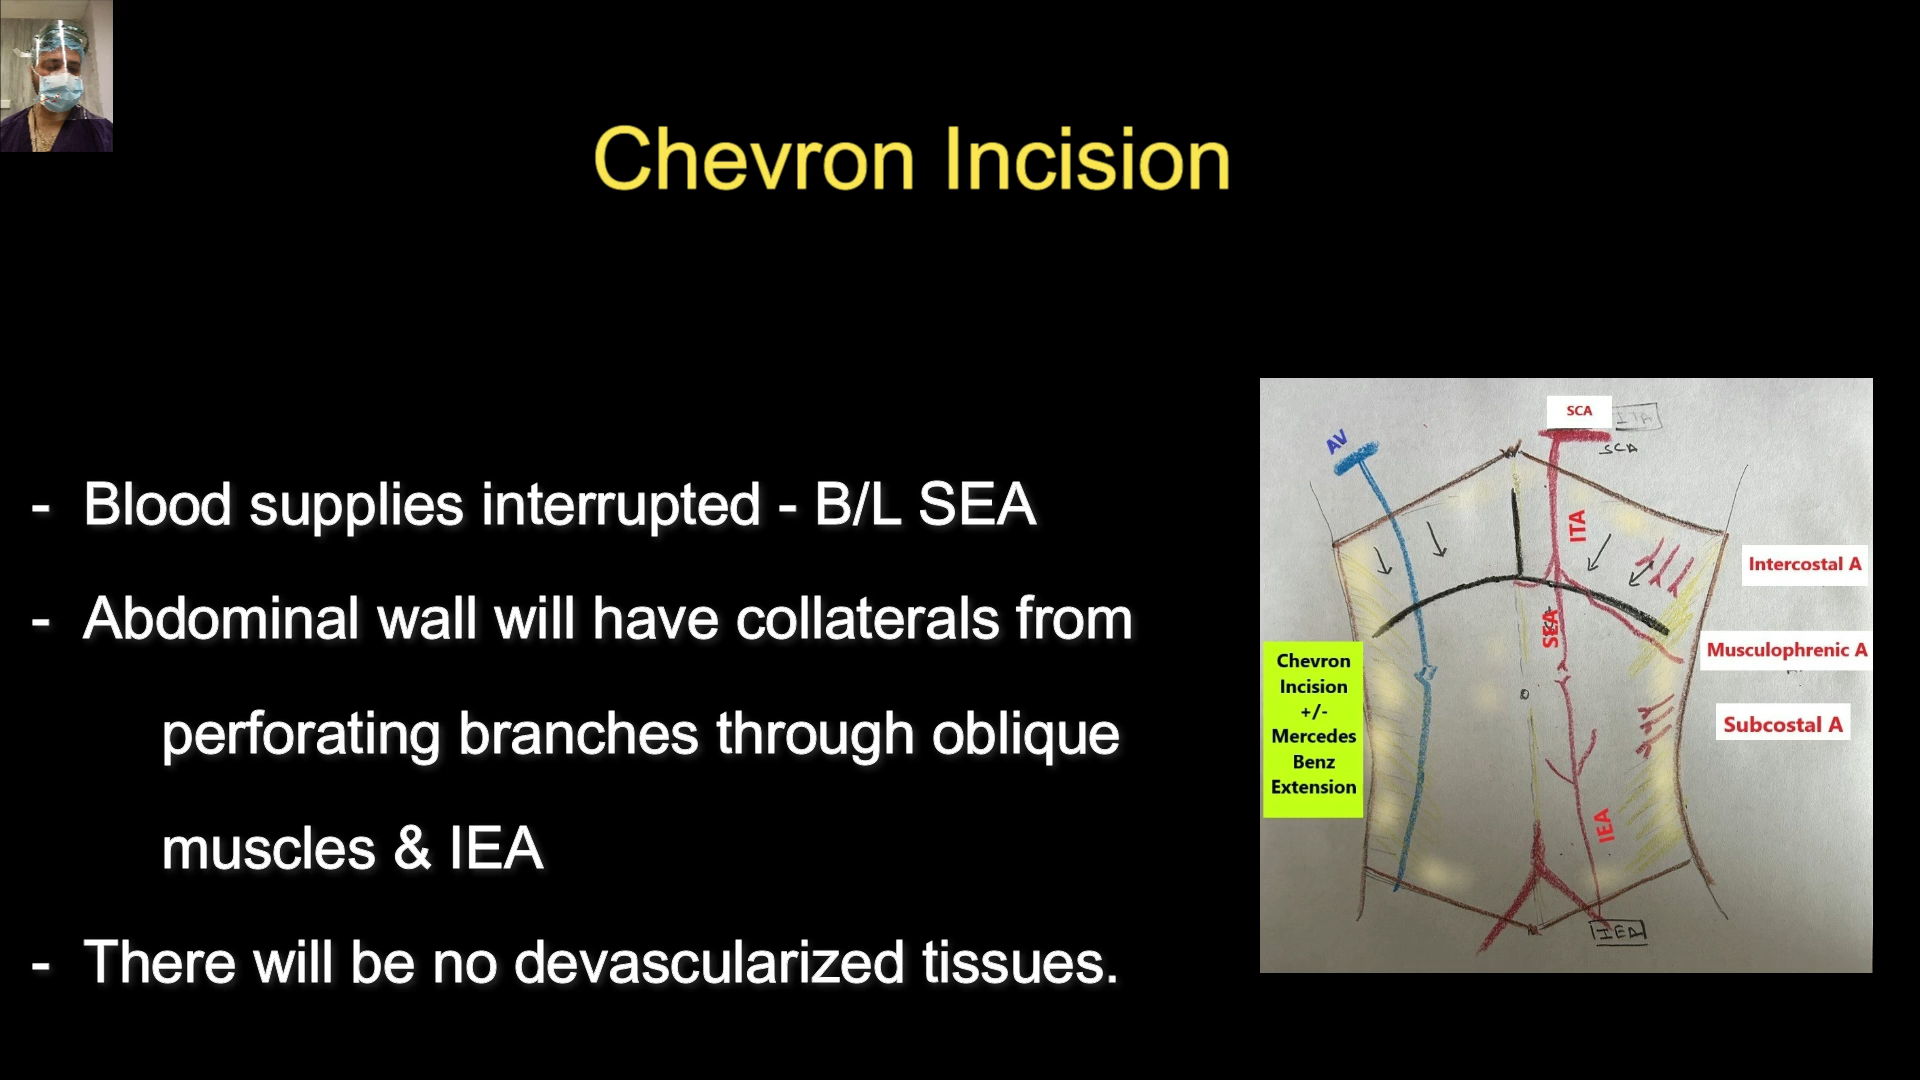 Chevron Incision
- Blood supplies interrupted - B/L SEA
- Abdominal wall will have collaterals from
perforating branches through oblique
muscles & IEA
- There will be no devascularized tissues.
SCA
ITA
SCA
AV
ITA
Intercostal A
SEA
Musculophrenic A
Chevron
Incision
+/-
Mercedes
Benz
Extension
Subcostal A
IEA
IEA